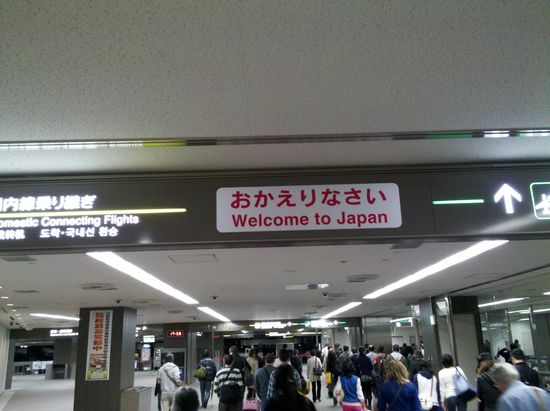 内線乗り継ぎ
omestic Connecting Flights
도착·국내선 환승
おかえりなさい
Welcome to Japan